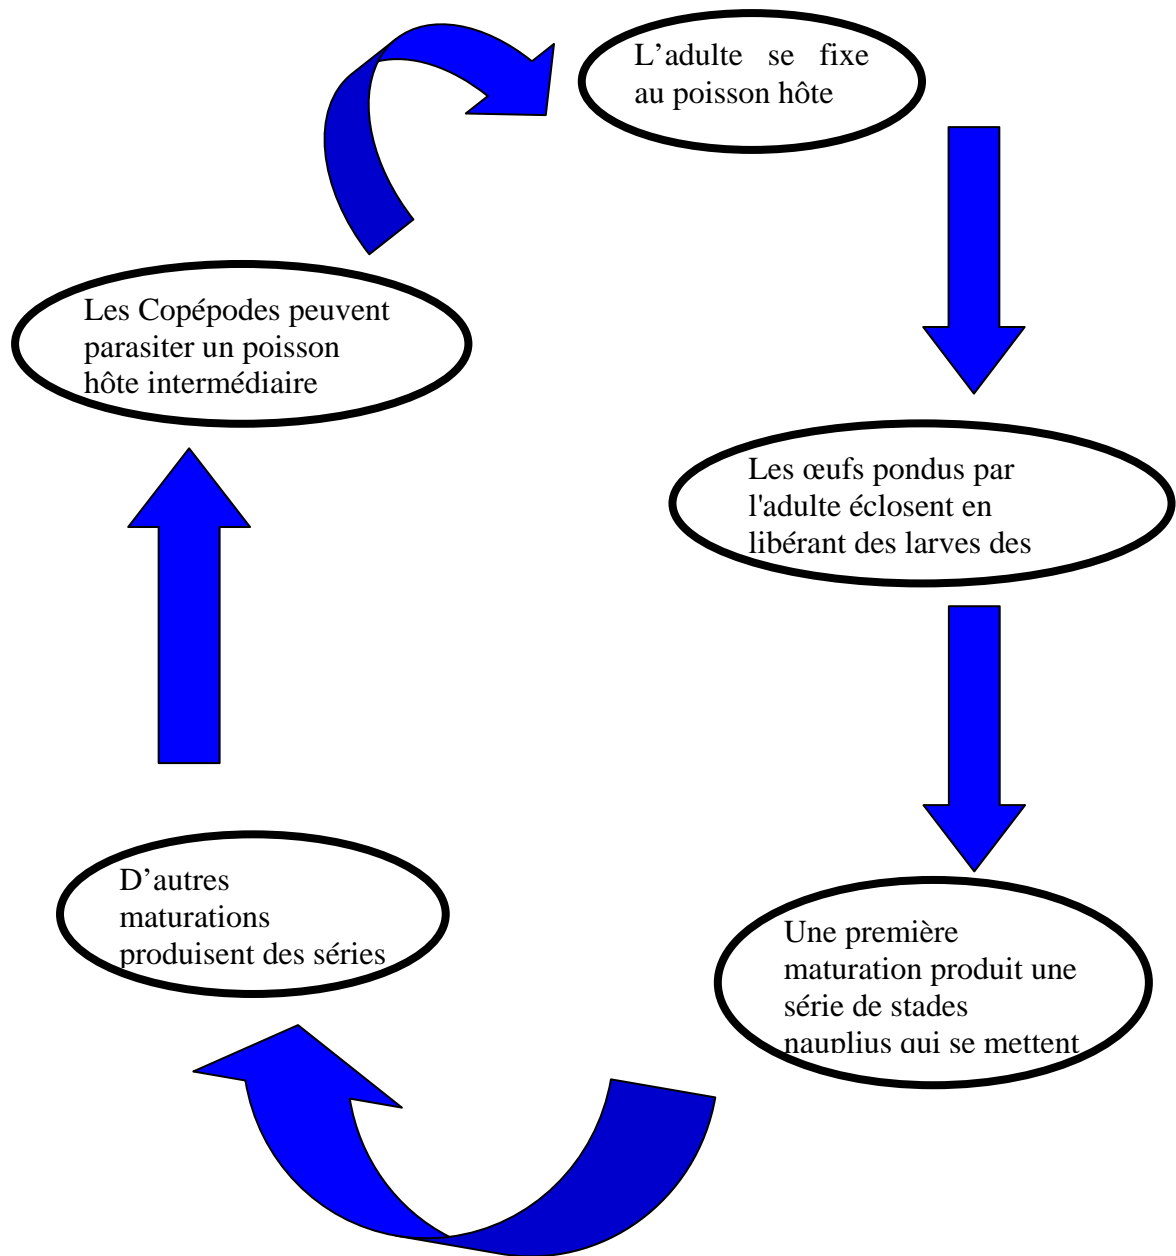 L'adulte se fixe
au poisson hôte
Les œufs pondus par
l'adulte éclosent en
libérant des larves des
Une première
maturation produit une
série de stades
nauplius qui se mettent
D'autres
maturations
produisent des séries
Les Copépodes peuvent
parasiter un poisson
hôte intermédiaire